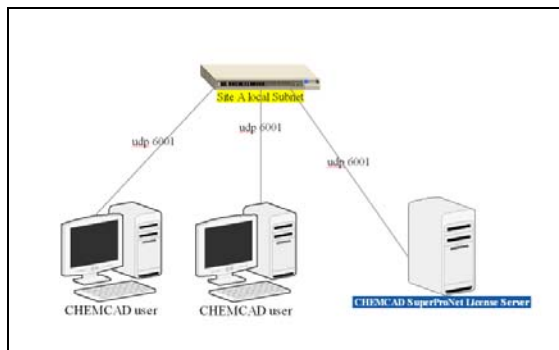 Site A local Subnet
udp 6001
udp 6001
udp 6001
CHEMCAD user
CHEMCAD user
CHEMCAD SuperProNet License Server